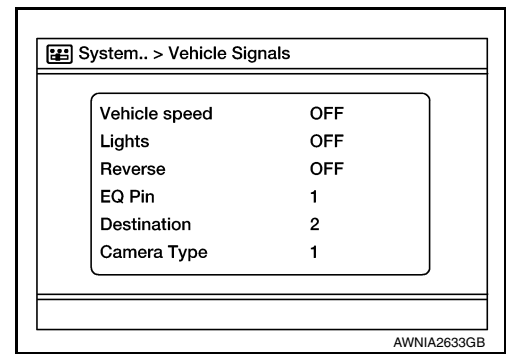 System.. > Vehicle Signals
Vehicle speed OFF
Lights OFF
Reverse OFF
EQ Pin 1
Destination 2
Camera Type 1
AWNIA2633GB